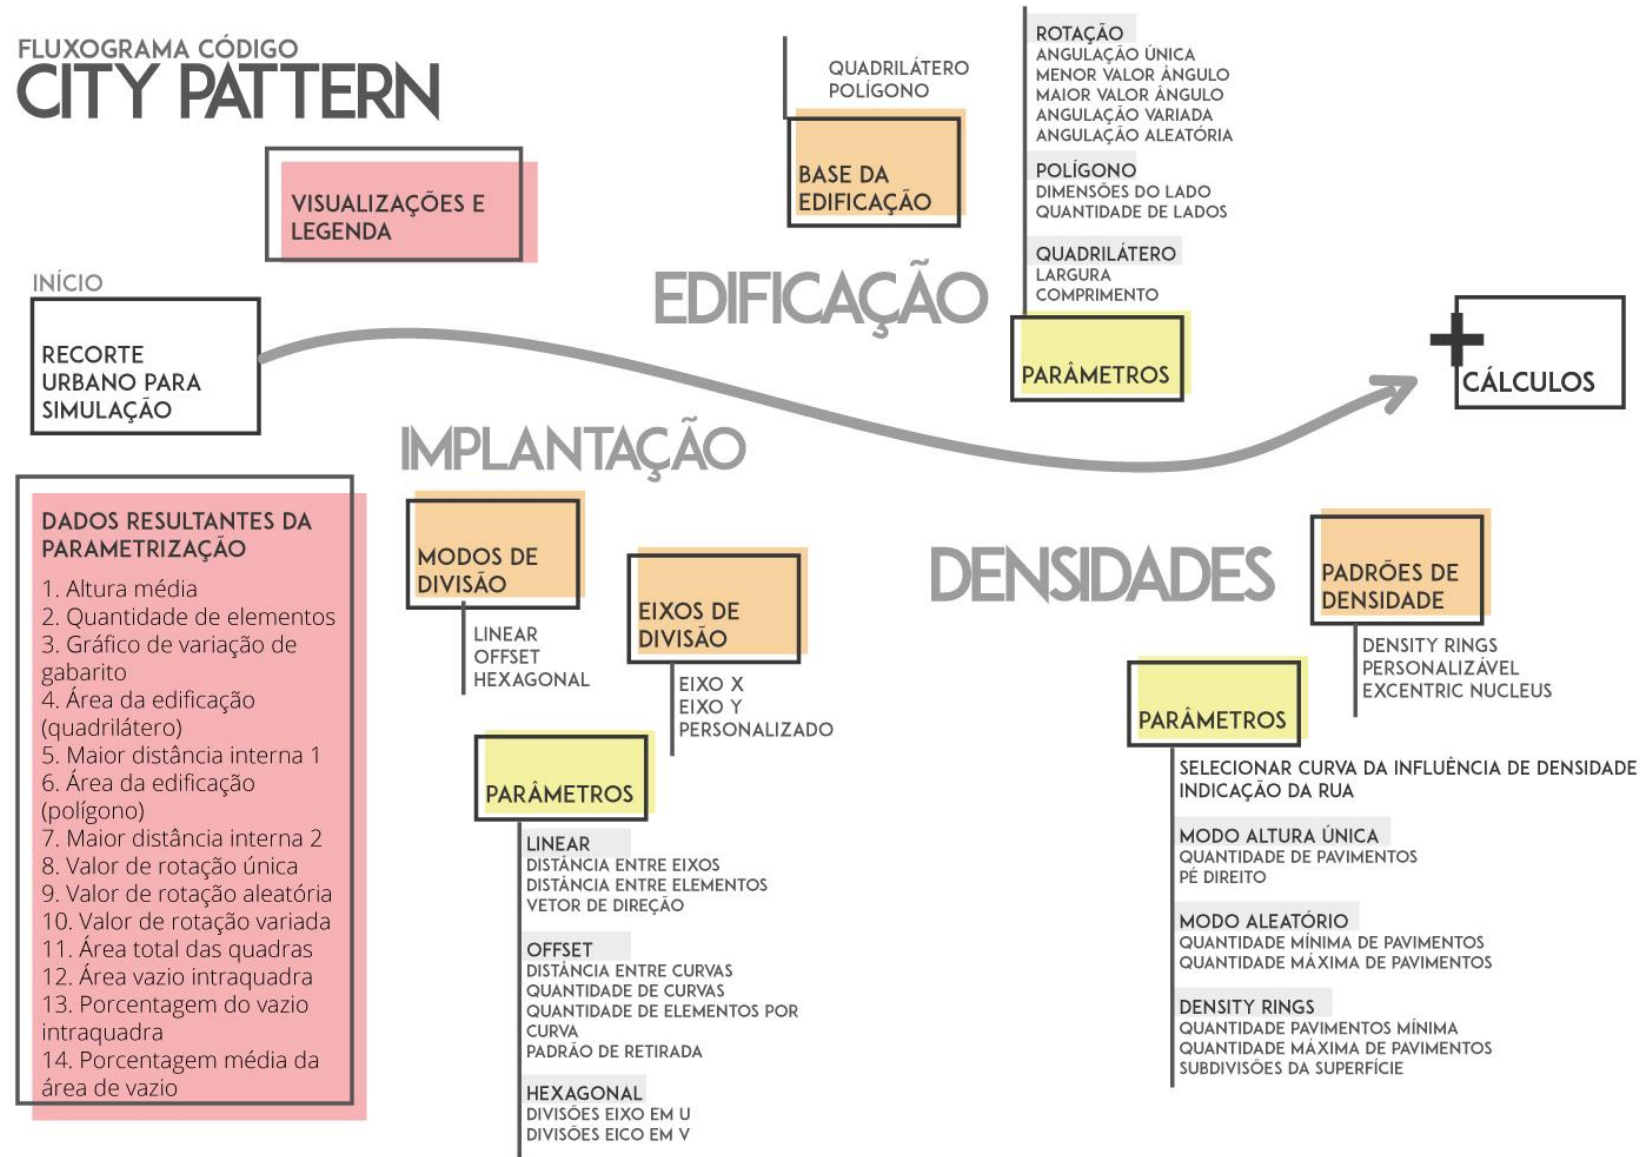 FLUXOGRAMA CÓDIGO
CITY PATTERN
VISUALIZAÇÕES E
LEGENDA
INÍCIO
RECORTE
URBANO PARA
SIMULAÇÃO
QUADRILÁTERO
POLÍGONO
BASE DA
EDIFICAÇÃO
EDIFICAÇÃO
ROTAÇÃO
ANGULAÇÃO ÚNICA
MENOR VALOR ÂNGULO
MAIOR VALOR ÂNGULO
ANGULAÇÃO VARIADA
ANGULAÇÃO ALEATÓRIA
POLÍGONO
DIMENSÕES DO LADO
QUANTIDADE DE LADOS
QUADRILÁTERO
LARGURA
COMPRIMENTO
PARÂMETROS
+
CÁLCULOS
DADOS RESULTANTES DA
PARAMETRIZAÇÃO
1. Altura média
2. Quantidade de elementos
3. Gráfico de variação de
gabarito
4. Área da edificação
(quadrilátero)
5. Maior distância interna 1
6. Área da edificação
(polígono)
7. Maior distância interna 2
8. Valor de rotação única
9. Valor de rotação aleatória
10. Valor de rotação variada
11. Área total das quadras
12. Área vazio intraquadra
13. Porcentagem do vazio
intraquadra
14. Porcentagem média da
área de vazio
IMPLANTAÇÃO
MODOS DE
DIVISÃO
LINEAR
OFFSET
HEXAGONAL
EIXOS DE
DIVISÃO
EIXO X
EIXO Y
PERSONALIZADO
PARÂMETROS
LINEAR
DISTÂNCIA ENTRE EIXOS
DISTÂNCIA ENTRE ELEMENTOS
VETOR DE DIREÇÃO
OFFSET
DISTÂNCIA ENTRE CURVAS
QUANTIDADE DE CURVAS
QUANTIDADE DE ELEMENTOS POR
CURVA
PADRÃO DE RETIRADA
HEXAGONAL
DIVISÕES EIXO EM U
DIVISÕES EICO EM V
DENSIDADES
PADRÕES DE
DENSIDADE
DENSITY RINGS
PERSONALIZÁVEL
EXCENTRIC NUCLEUS
PARÂMETROS
SELECIONAR CURVA DA INFLUÊNCIA DE DENSIDADE
INDICAÇÃO DA RUA
MODO ALTURA ÚNICA
QUANTIDADE DE PAVIMENTOS
PÉ DIREITO
MODO ALEATÓRIO
QUANTIDADE MÍNIMA DE PAVIMENTOS
QUANTIDADE MÁXIMA DE PAVIMENTOS
DENSITY RINGS
QUANTIDADE PAVIMENTOS MÍNIMA
QUANTIDADE MÁXIMA DE PAVIMENTOS
SUBDIVISÕES DA SUPERFÍCIE